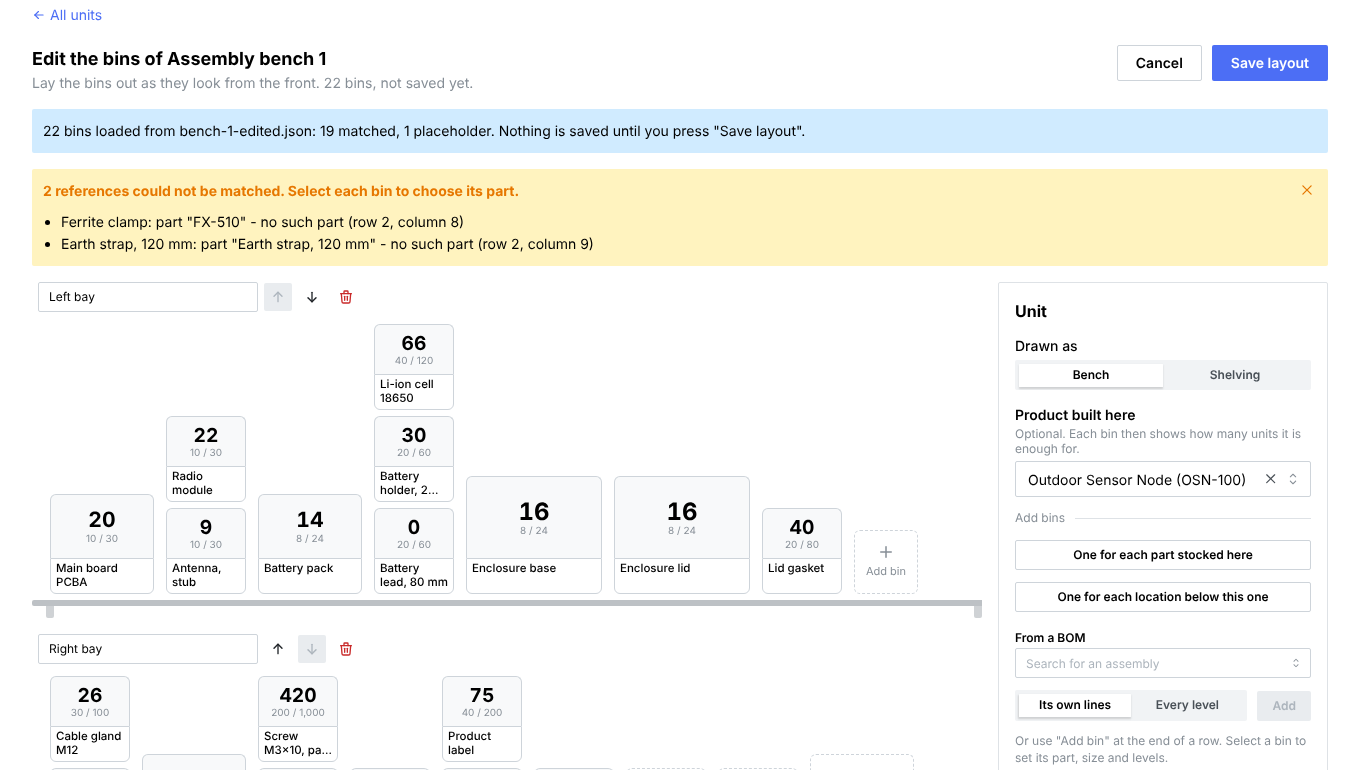 ← All units
Edit the bins of Assembly bench 1
Lay the bins out as they look from the front. 22 bins, not saved yet.
Cancel
Save layout
22 bins loaded from bench-1-edited.json: 19 matched, 1 placeholder. Nothing is saved until you press "Save layout".
2 references could not be matched. Select each bin to choose its part.
• Ferrite clamp: part "FX-510" - no such part (row 2, column 8)
• Earth strap, 120 mm: part "Earth strap, 120 mm" - no such part (row 2, column 9)
Left bay
66
40 / 120
Li-ion cell
18650
22
10 / 30
Radio
module
30
20 / 60
Battery
holder, 2...
20
10 / 30
Main board
PCBA
9
10 / 30
Antenna,
stub
14
8 / 24
Battery pack
0
20 / 60
Battery
lead, 80 mm
16
8 / 24
Enclosure base
16
8 / 24
Enclosure lid
40
20 / 80
Lid gasket
Add bin
Right bay
26
30 / 100
Cable gland
M12
420
200 / 1,000
Screw
M3×10, pa...
75
40 / 200
Product
label
Unit
Drawn as
Bench
Shelving
Product built here
Optional. Each bin then shows how many units it is
enough for.
Outdoor Sensor Node (OSN-100)
Add bins
One for each part stocked here
One for each location below this one
From a BOM
Search for an assembly
Its own lines
Every level
Add
Or use "Add bin" at the end of a row. Select a bin to
set its part, size and levels.